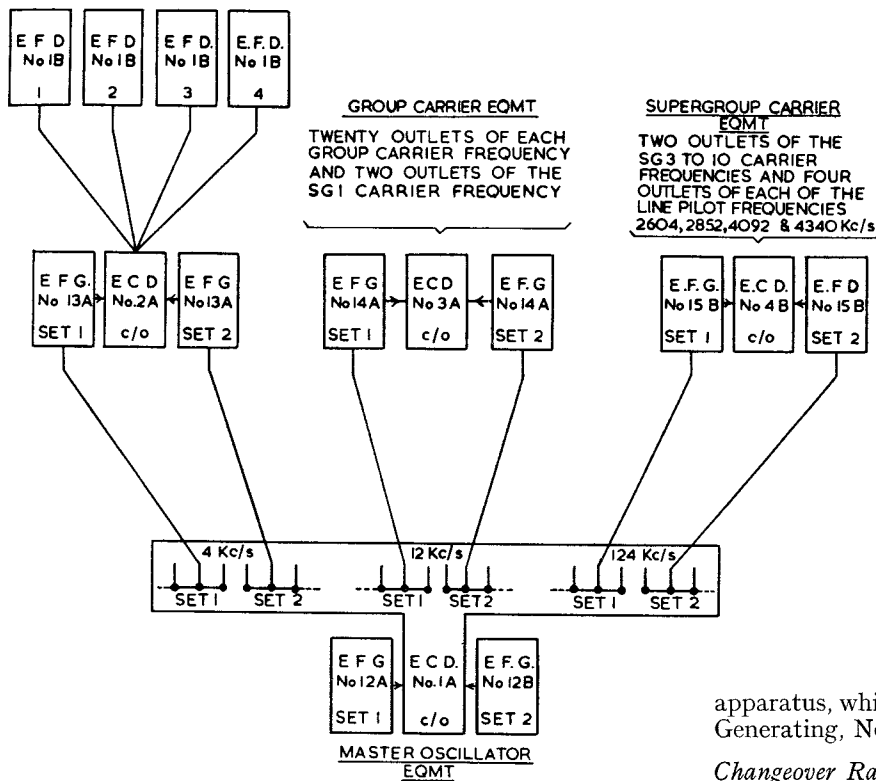 E F D
No 1B
1
E F D
No 1B
2
E F D.
No 1B
3
E. F. D.
No 1B
4
GROUP CARRIER EQMT
TWENTY OUTLETS OF EACH
GROUP CARRIER FREQUENCY
AND TWO OUTLETS OF THE
SG1 CARRIER FREQUENCY
SUPERGROUP CARRIER
EQMT
TWO OUTLETS OF THE
SG3 TO 10 CARRIER
FREQUENCIES AND FOUR
OUTLETS OF EACH OF THE
LINE PILOT FREQUENCIES
2604, 2852, 4092 & 4340 Kc/s
E F G.
No 13A
SET 1
E C D
No. 2A
c/o
E F G
No 13A
SET 2
E F G
No 14A
SET 1
E C D
No 3A
c/o
E. F. G
No 14A
SET 2
E. F. G.
No 15 B
SET 1
E. C. D.
No 4 B
c/o
E. F D
No 15 B
SET 2
4 Kc/s
12 Kc/s
124 Kc/s
SET 1
SET 2
SET 1
SET 2
SET 1
SET 2
E F G
No 12A
SET 1
E C D.
No. 1A
c/o
E F. G.
No 12B
SET 2
MASTER OSCILLATOR
EQMT
apparatus, whi
Generating, No
Changeover Ra